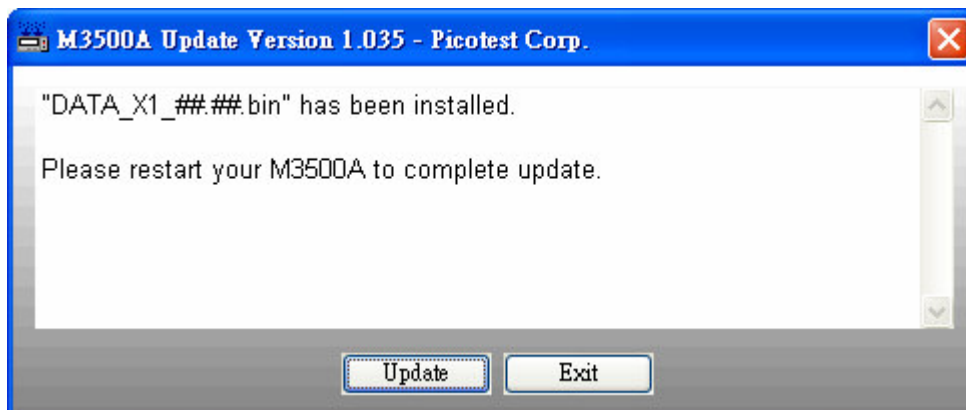 M3500A Update Version 1.035 - Picotest Corp.
"DATA_X1_##.##.bin" has been installed.
Please restart your M3500A to complete update.
Update
Exit